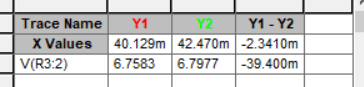 Trace Name Y1 Y2 Y1 - Y2
X Values 40.129m 42.470m -2.3410m
V(R3:2) 6.7583 6.7977 -39.400m